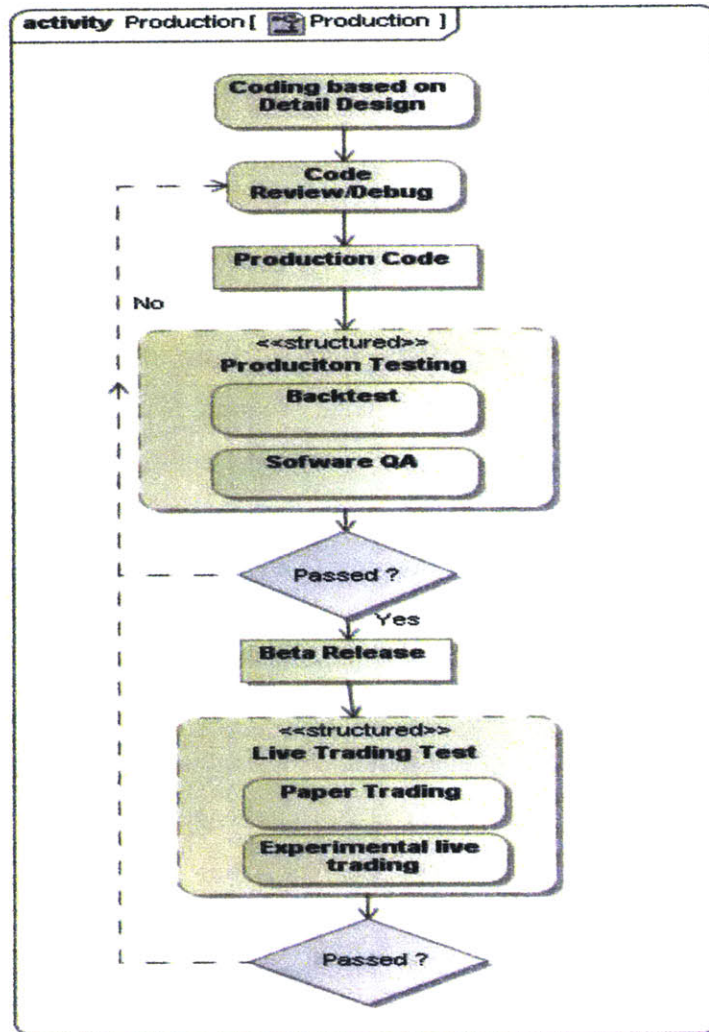 activity Production [ Production ]
Coding based on
Detail Design
Code
Review/Debug
Production Code
No
<<structured>>
Produciton Testing
Backtest
Sofware QA
Passed ?
Yes
Beta Release
<<structured>>
Live Trading Test
Paper Trading
Experimental live
trading
Passed ?